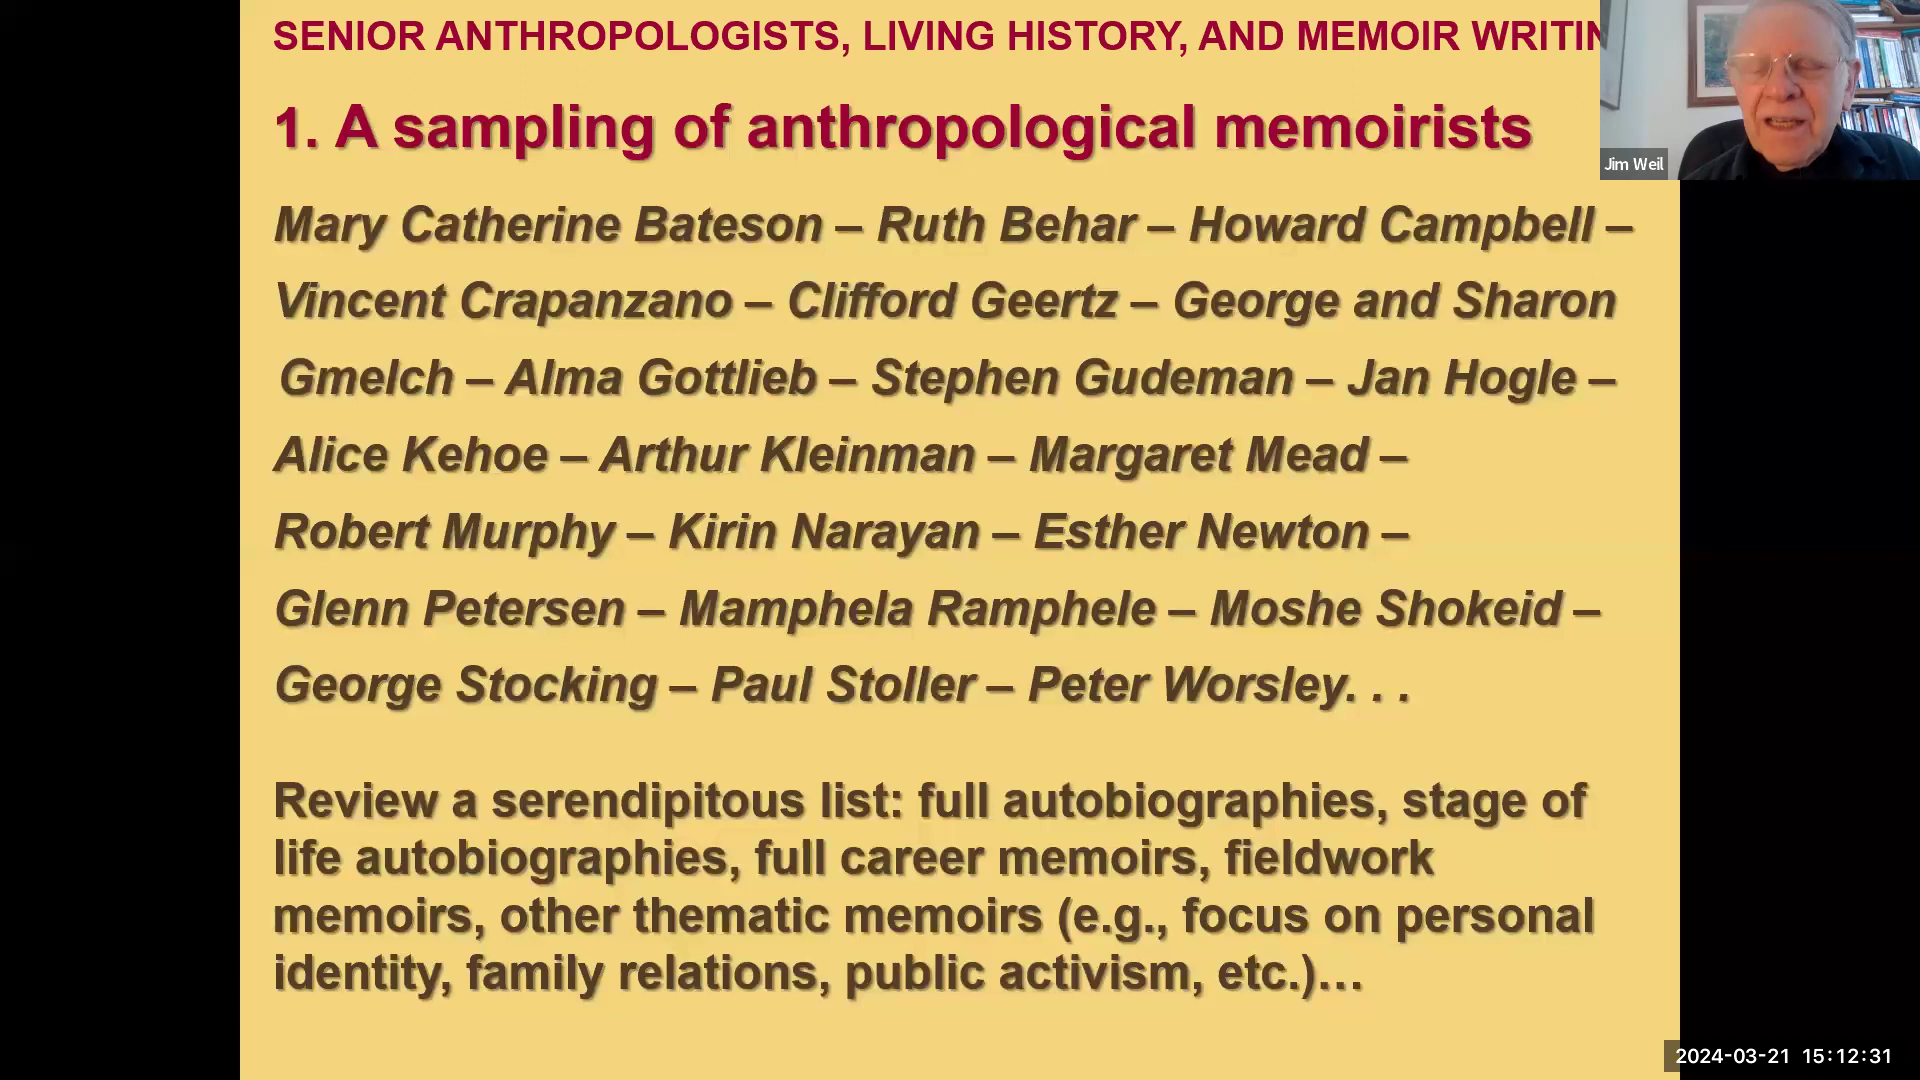 SENIOR ANTHROPOLOGISTS, LIVING HISTORY, AND MEMOIR WRITIN
1. A sampling of anthropological memoirists
Jim Weil
Mary Catherine Bateson – Ruth Behar – Howard Campbell –
Vincent Crapanzano – Clifford Geertz – George and Sharon
Gmelch – Alma Gottlieb – Stephen Gudeman – Jan Hogle –
Alice Kehoe – Arthur Kleinman – Margaret Mead –
Robert Murphy – Kirin Narayan – Esther Newton –
Glenn Petersen – Mamphela Ramphele – Moshe Shokeid –
George Stocking – Paul Stoller – Peter Worsley. . .
Review a serendipitous list: full autobiographies, stage of
life autobiographies, full career memoirs, fieldwork
memoirs, other thematic memoirs (e.g., focus on personal
identity, family relations, public activism, etc.)…
2024-03-21 15:12:31